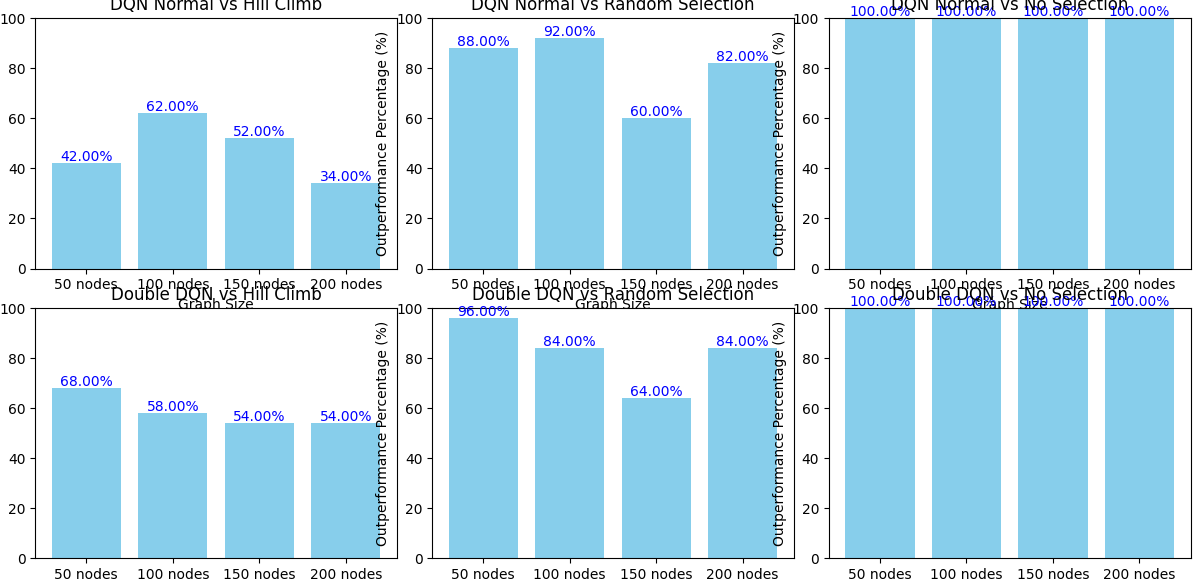 DQN Normal vs Hill Climb
100
80
60
40
20
0
42.00%
62.00%
52.00%
34.00%
50 nodes
100 nodes
150 nodes
200 nodes
Graph Size
DQN Normal vs Random Selection
Outperformance Percentage (%)
100
80
60
40
20
0
88.00%
92.00%
60.00%
82.00%
50 nodes
100 nodes
150 nodes
200 nodes
Graph Size
DQN Normal vs No Selection
Outperformance Percentage (%)
100
80
60
40
20
0
100.00%
100.00%
100.00%
100.00%
50 nodes
100 nodes
150 nodes
200 nodes
Graph Size
Double DQN vs Hill Climb
100
80
60
40
20
0
68.00%
58.00%
54.00%
54.00%
50 nodes
100 nodes
150 nodes
200 nodes
Double DQN vs Random Selection
Outperformance Percentage (%)
100
80
60
40
20
0
96.00%
84.00%
64.00%
84.00%
50 nodes
100 nodes
150 nodes
200 nodes
Double DQN vs No Selection
Outperformance Percentage (%)
100
80
60
40
20
0
100.00%
100.00%
100.00%
100.00%
50 nodes
100 nodes
150 nodes
200 nodes